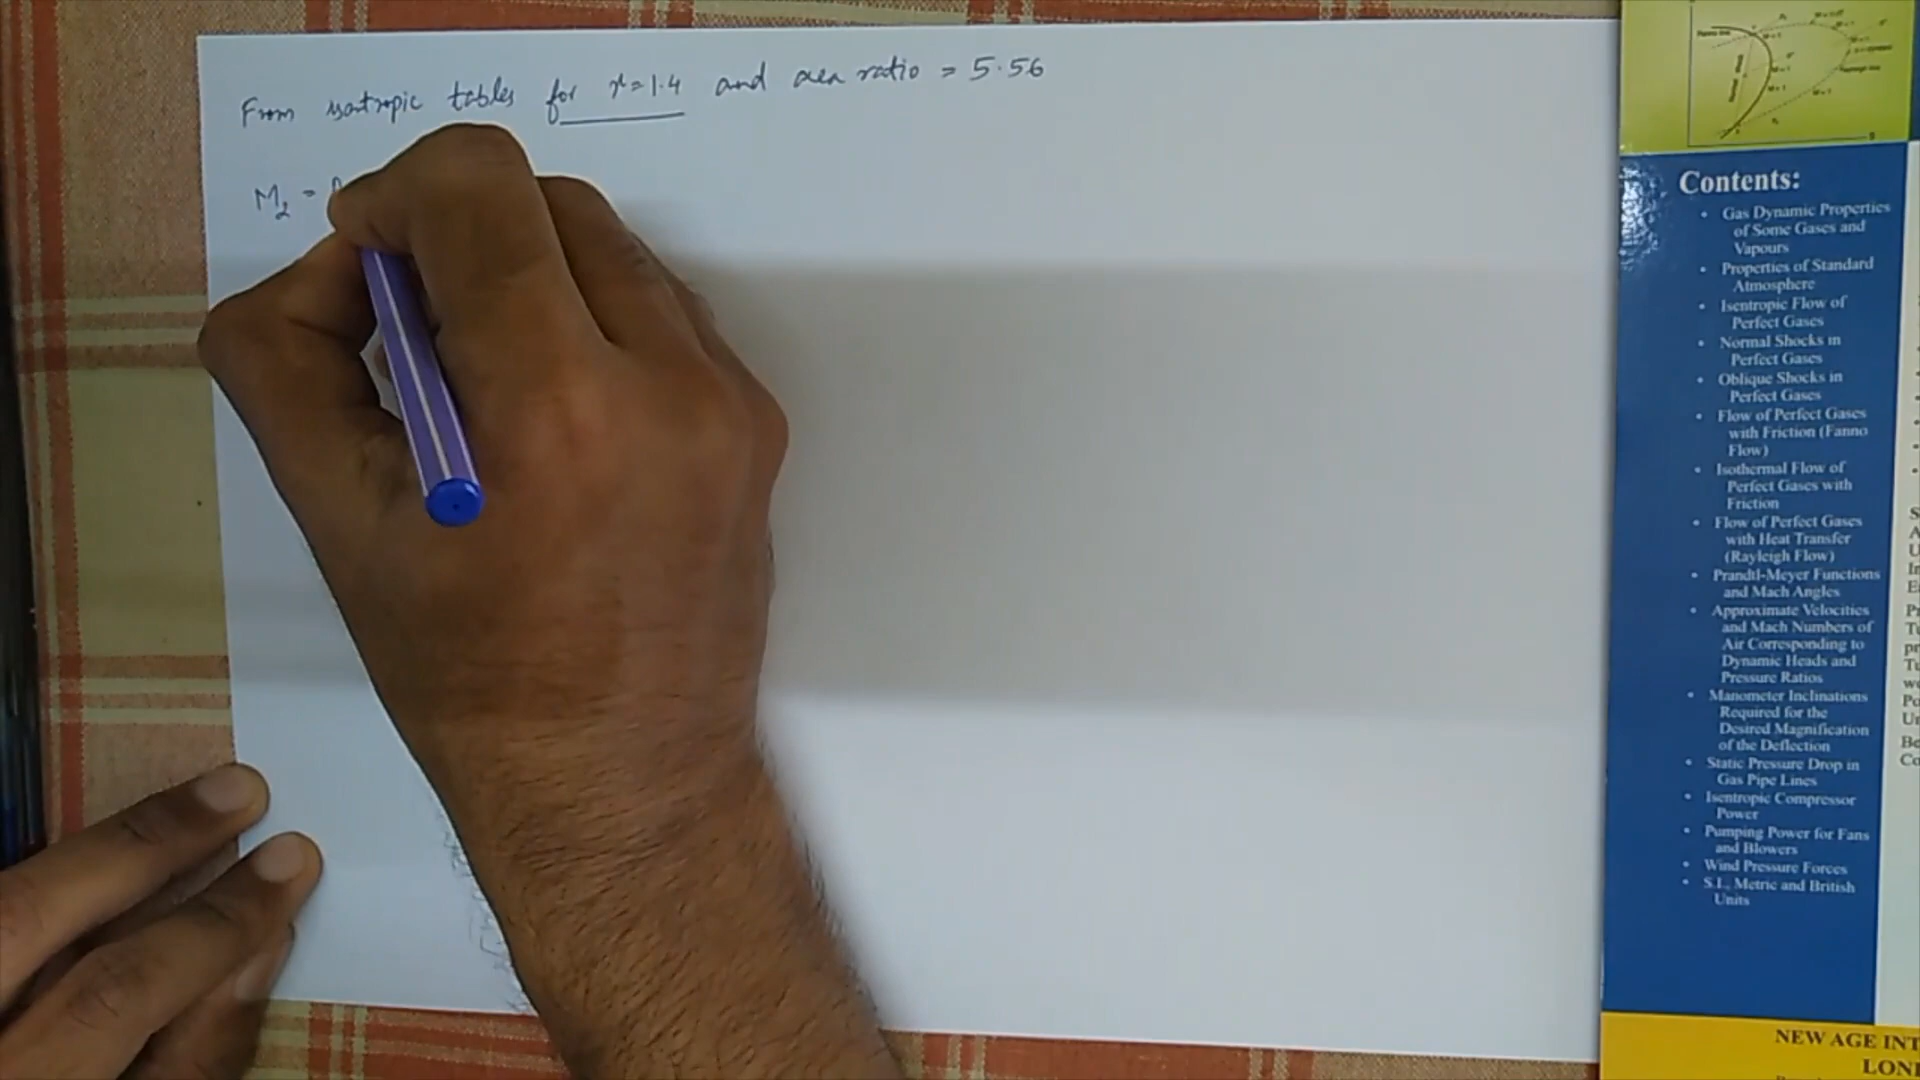 From isentropic tables for γ=1.4 and area ratio = 5.56
M₂ =
Contents:
• Gas Dynamic Properties
of Some Gases and
Vapours
• Properties of Standard
Atmosphere
• Isentropic Flow of
Perfect Gases
• Normal Shocks in
Perfect Gases
• Oblique Shocks in
Perfect Gases
• Flow of Perfect Gases
with Friction (Fanno
Flow)
• Isothermal Flow of
Perfect Gases with
Friction
• Flow of Perfect Gases
with Heat Transfer
(Rayleigh Flow)
• Prandtl-Meyer Functions
and Mach Angles
• Approximate Velocities
and Mach Numbers of
Air Corresponding to
Dynamic Heads and
Pressure Ratios
• Manometer Inclinations
Required for the
Desired Magnification
of the Deflection
• Static Pressure Drop in
Gas Pipe Lines
• Isentropic Compressor
Power
• Pumping Power for Fans
and Blowers
• Wind Pressure Forces
• S.I., Metric and British
Units
NEW AGE INT
LON